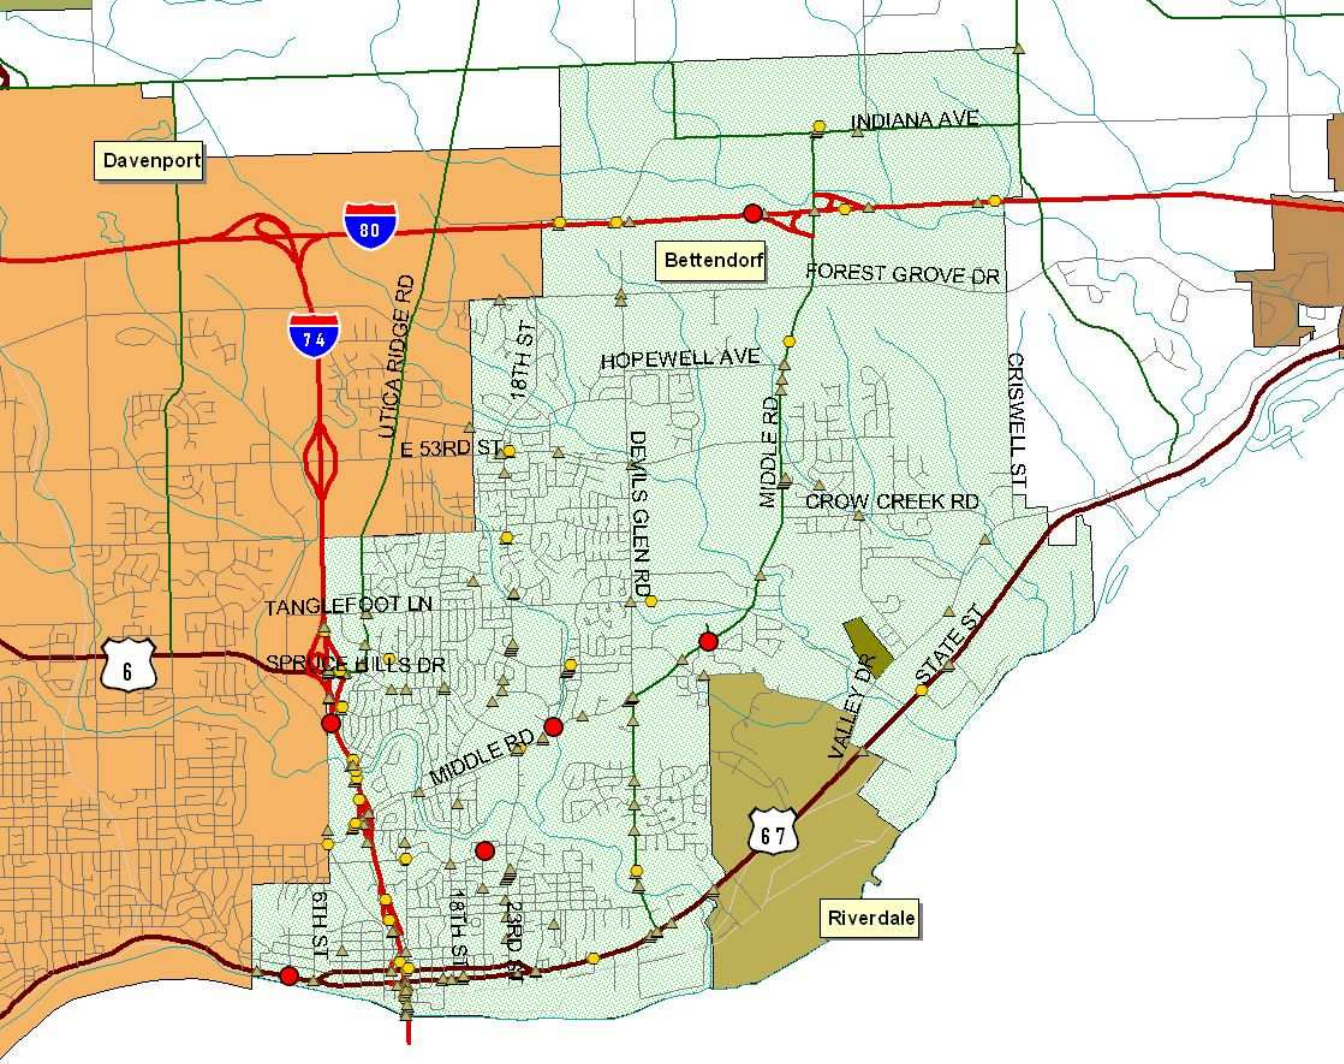 INDIANA AVE
Davenport
80
Bettendorf
FOREST GROVE DR
74
UTICA RIDGE RD
18TH ST
HOPEWELL AVE
CRISWELL ST
E 53RD ST
DEVILS GLEN RD
MIDDLE RD
CROW CREEK RD
TANGLEFOOT LN
6
SPRUCE HILLS DR
STATE ST
VALLEY DR
MIDDLE RD
67
6TH ST
18TH ST
23RD ST
Riverdale